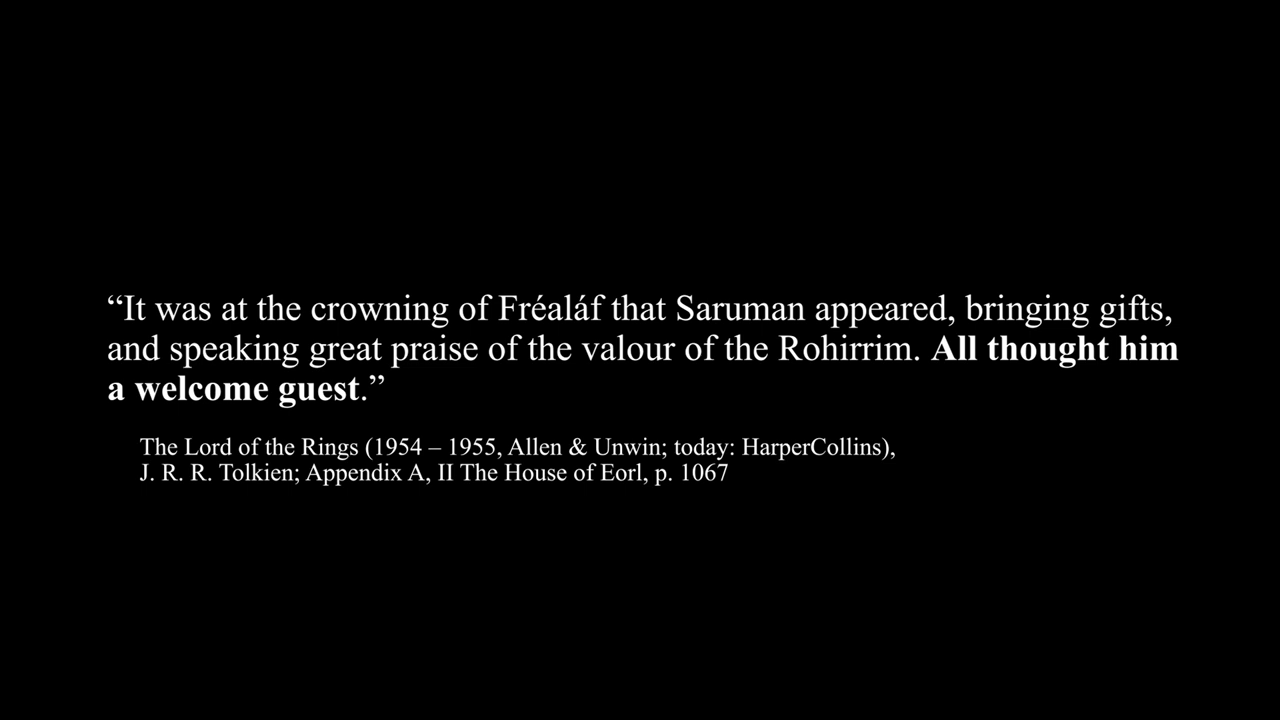 “It was at the crowning of Fréaláf that Saruman appeared, bringing gifts,
and speaking great praise of the valour of the Rohirrim. All thought him
a welcome guest.”
The Lord of the Rings (1954 – 1955, Allen & Unwin; today: HarperCollins),
J. R. R. Tolkien; Appendix A, II The House of Eorl, p. 1067